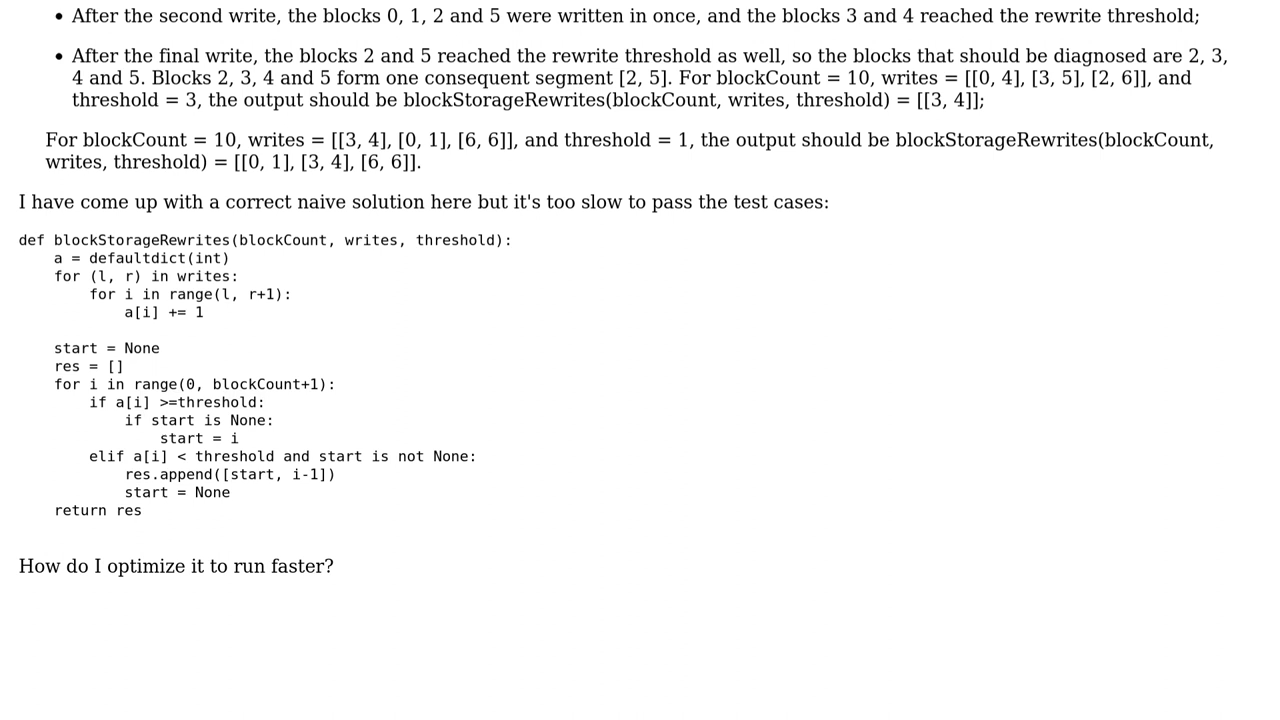 • After the second write, the blocks 0, 1, 2 and 5 were written in once, and the blocks 3 and 4 reached the rewrite threshold;
• After the final write, the blocks 2 and 5 reached the rewrite threshold as well, so the blocks that should be diagnosed are 2, 3,
4 and 5. Blocks 2, 3, 4 and 5 form one consequent segment [2, 5]. For blockCount = 10, writes = [[0, 4], [3, 5], [2, 6]], and
threshold = 3, the output should be blockStorageRewrites(blockCount, writes, threshold) = [[3, 4]];
For blockCount = 10, writes = [[3, 4], [0, 1], [6, 6]], and threshold = 1, the output should be blockStorageRewrites(blockCount,
writes, threshold) = [[0, 1], [3, 4], [6, 6]].
I have come up with a correct naive solution here but it's too slow to pass the test cases:
def blockStorageRewrites(blockCount, writes, threshold):
    a = defaultdict(int)
    for (l, r) in writes:
        for i in range(l, r+1):
            a[i] += 1
    start = None
    res = []
    for i in range(0, blockCount+1):
        if a[i] >=threshold:
            if start is None:
                start = i
        elif a[i] < threshold and start is not None:
            res.append([start, i-1])
            start = None
    return res
How do I optimize it to run faster?